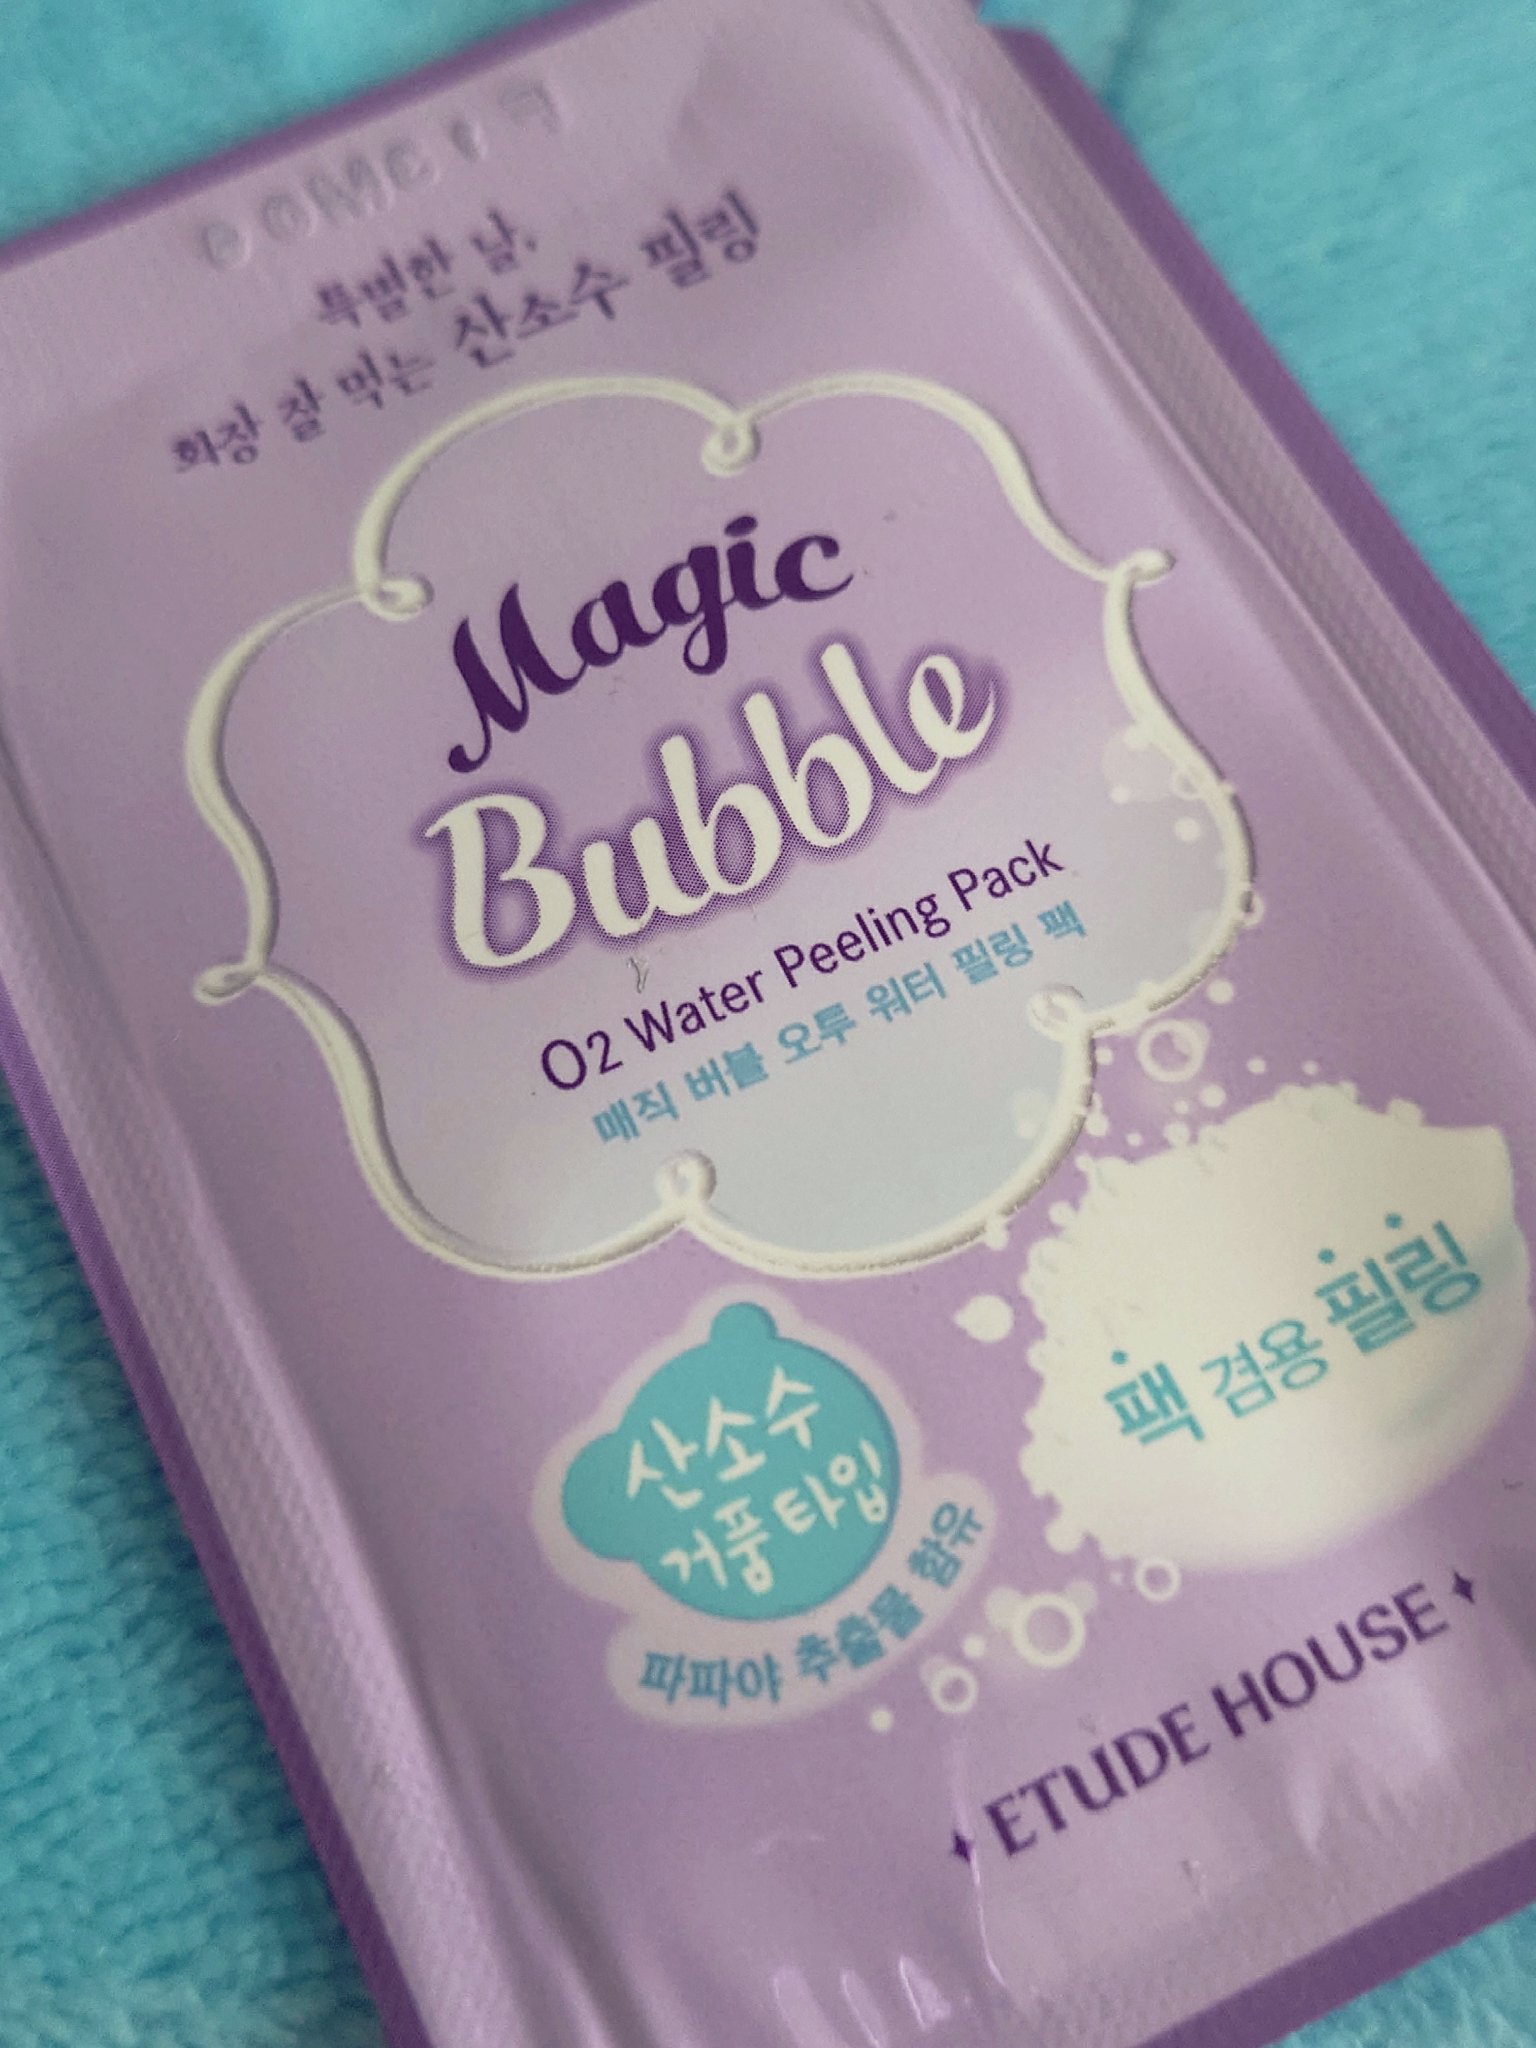 특별한 날,
화장 잘 먹는 산소수 필링
Magic
Bubble
O2 Water Peeling Pack
매직 버블 오투 워터 필링 팩
팩 겸용 필링
산소수
거품타입
파파야 추출물 함유
ETUDE HOUSE